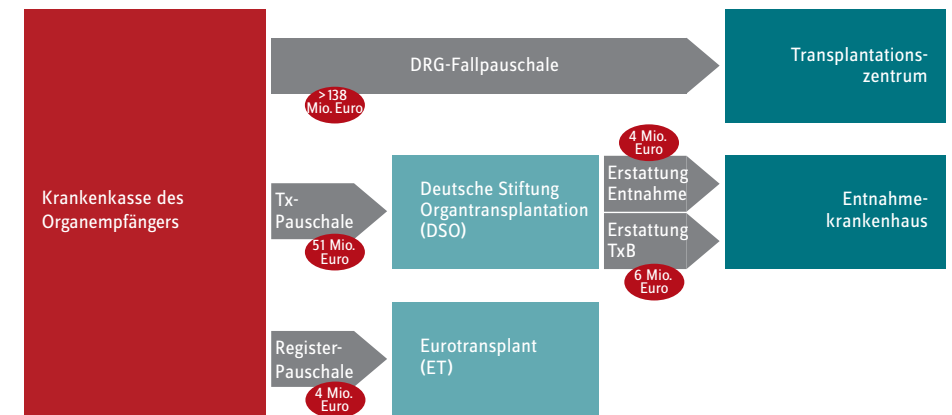 Krankenkasse des
Organempfängers
DRG-Fallpauschale
>138
Mio. Euro
Transplantations-
zentrum
Tx-
Pauschale
51 Mio.
Euro
Deutsche Stiftung
Organtransplantation
(DSO)
4 Mio.
Euro
Erstattung
Entnahme
Erstattung
TxB
6 Mio.
Euro
Entnahme-
krankenhaus
Register-
Pauschale
4 Mio.
Euro
Eurotransplant
(ET)